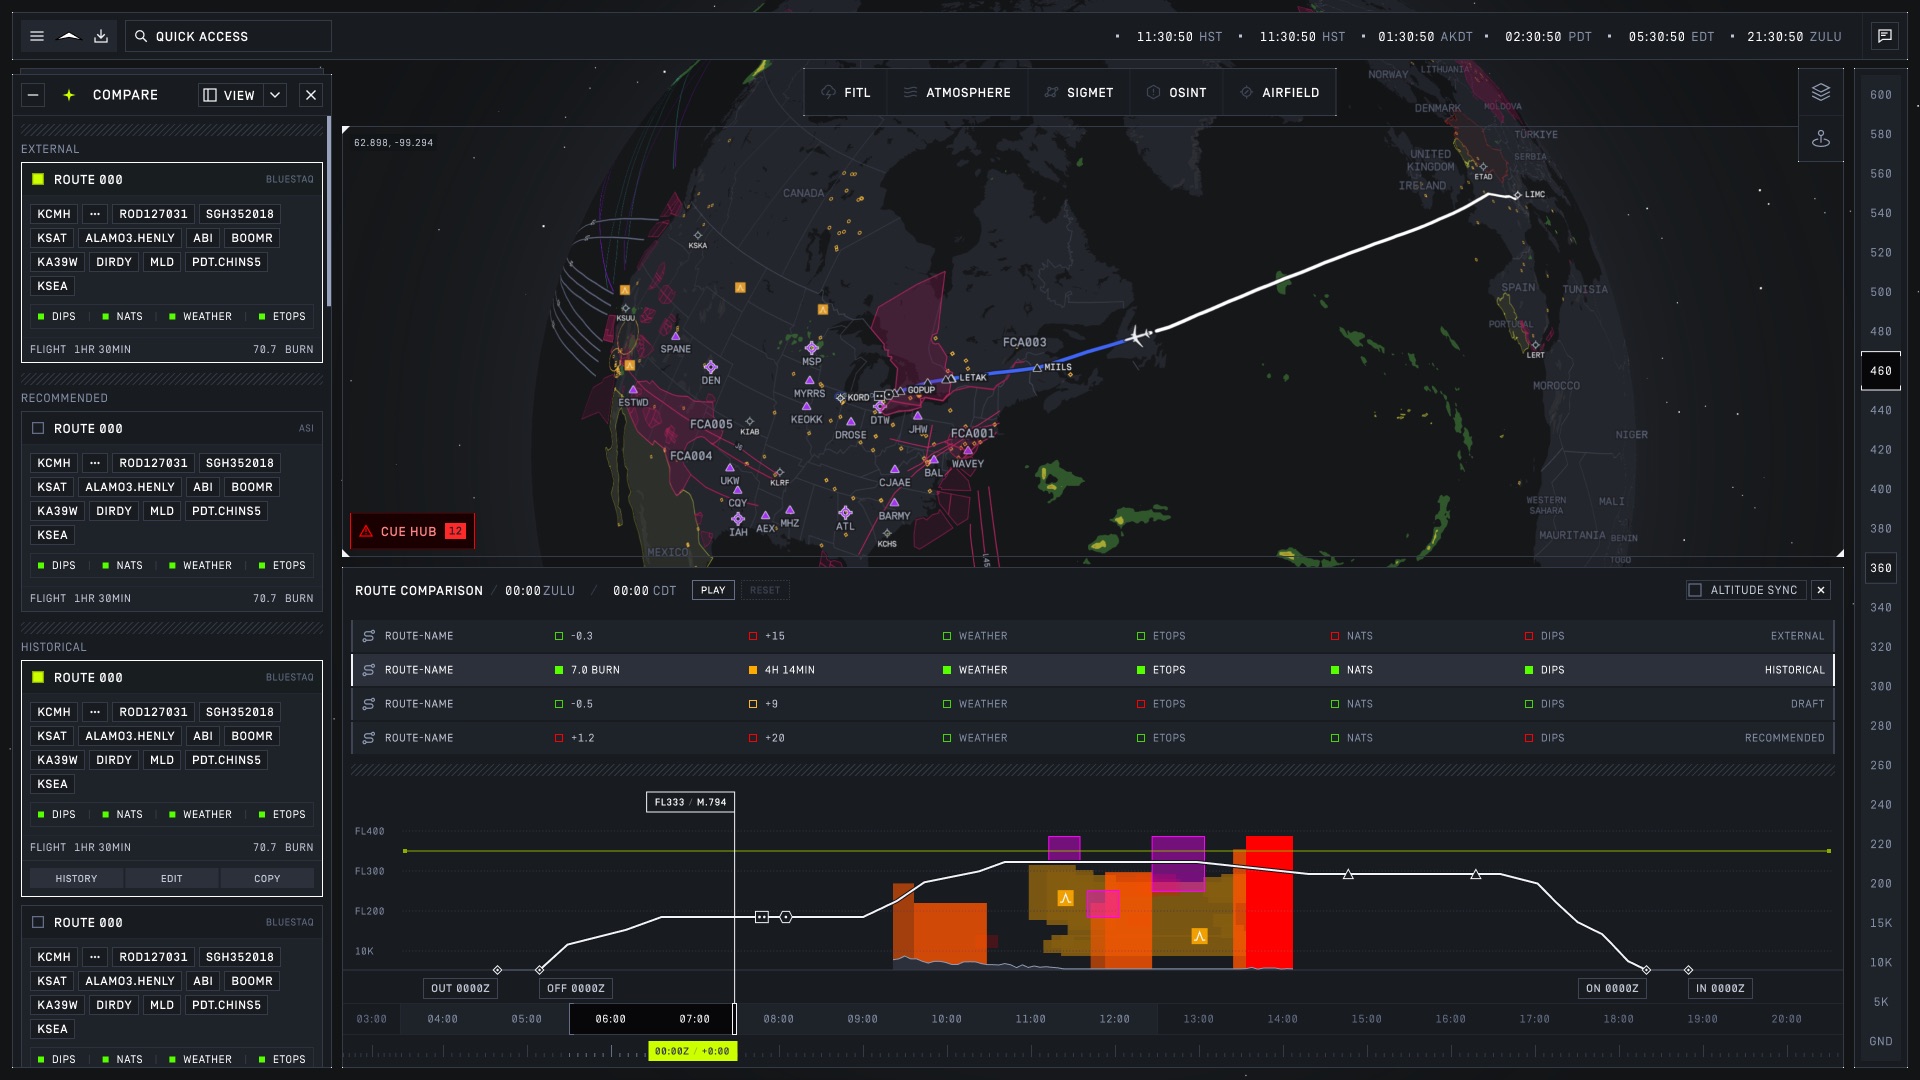 QUICK ACCESS
11:30:50 HST
11:30:50 HST
01:30:50 AKDT
02:30:50 PDT
05:30:50 EDT
21:30:50 ZULU
COMPARE
VIEW
EXTERNAL
ROUTE 000 BLUESTAQ
KCMH ••• ROD127031 SGH352018
KSAT ALAMO3.HENLY ABI BOOMR
KA39W DIRDY MLD PDT.CHINS5
KSEA
DIPS NATS WEATHER ETOPS
FLIGHT 1HR 30MIN 70.7 BURN
RECOMMENDED
ROUTE 000 ASI
KCMH ••• ROD127031 SGH352018
KSAT ALAMO3.HENLY ABI BOOMR
KA39W DIRDY MLD PDT.CHINS5
KSEA
DIPS NATS WEATHER ETOPS
FLIGHT 1HR 30MIN 70.7 BURN
HISTORICAL
ROUTE 000 BLUESTAQ
KCMH ••• ROD127031 SGH352018
KSAT ALAMO3.HENLY ABI BOOMR
KA39W DIRDY MLD PDT.CHINS5
KSEA
DIPS NATS WEATHER ETOPS
FLIGHT 1HR 30MIN 70.7 BURN
HISTORY EDIT COPY
ROUTE 000 BLUESTAQ
KCMH ••• ROD127031 SGH352018
KSAT ALAMO3.HENLY ABI BOOMR
KA39W DIRDY MLD PDT.CHINS5
KSEA
DIPS NATS WEATHER ETOPS
FITL
ATMOSPHERE
SIGMET
OSINT
AIRFIELD
62.898, -99.294
NORWAY
LITHUANIA
DENMARK
MOLDOVA
TÜRKIYE
UNITED
KINGDOM
SERBIA
IRELAND
ETAD
LIMC
CANADA
KSKA
SPAIN
TUNISIA
PORTUGAL
LERT
MOROCCO
NIGER
WESTERN
SAHARA
MALI
MAURITANIA
BENIN
TOGO
KSUU
SPANE
DEN
MSP
MYRRS
KORD
GOPUP
LETAK
FCA003
MIILS
ESTWD
KEOKK
DTW
JHW
FCA005
KIAB
DROSE
FCA001
FCA004
BAL
WAVEY
UKW
KLRF
CJAAE
CQY
BARMY
IAH
AEX
MHZ
ATL
KCHS
MEXICO
L45
CUE HUB 12
ROUTE COMPARISON / 00:00 ZULU / 00:00 CDT PLAY RESET
ALTITUDE SYNC
ROUTE-NAME -0.3 +15 WEATHER ETOPS NATS DIPS EXTERNAL
ROUTE-NAME 7.0 BURN 4H 14MIN WEATHER ETOPS NATS DIPS HISTORICAL
ROUTE-NAME -0.5 +9 WEATHER ETOPS NATS DIPS DRAFT
ROUTE-NAME +1.2 +20 WEATHER ETOPS NATS DIPS RECOMMENDED
FL333 / M.794
FL400
FL300
FL200
10K
OUT 0000Z
OFF 0000Z
ON 0000Z
IN 0000Z
03:00 04:00 05:00 06:00 07:00 08:00 09:00 10:00 11:00 12:00 13:00 14:00 15:00 16:00 17:00 18:00 19:00 20:00
00:00Z / +0:00
600
580
560
540
520
500
480
460
440
420
400
380
360
340
320
300
280
260
240
220
200
15K
10K
5K
GND